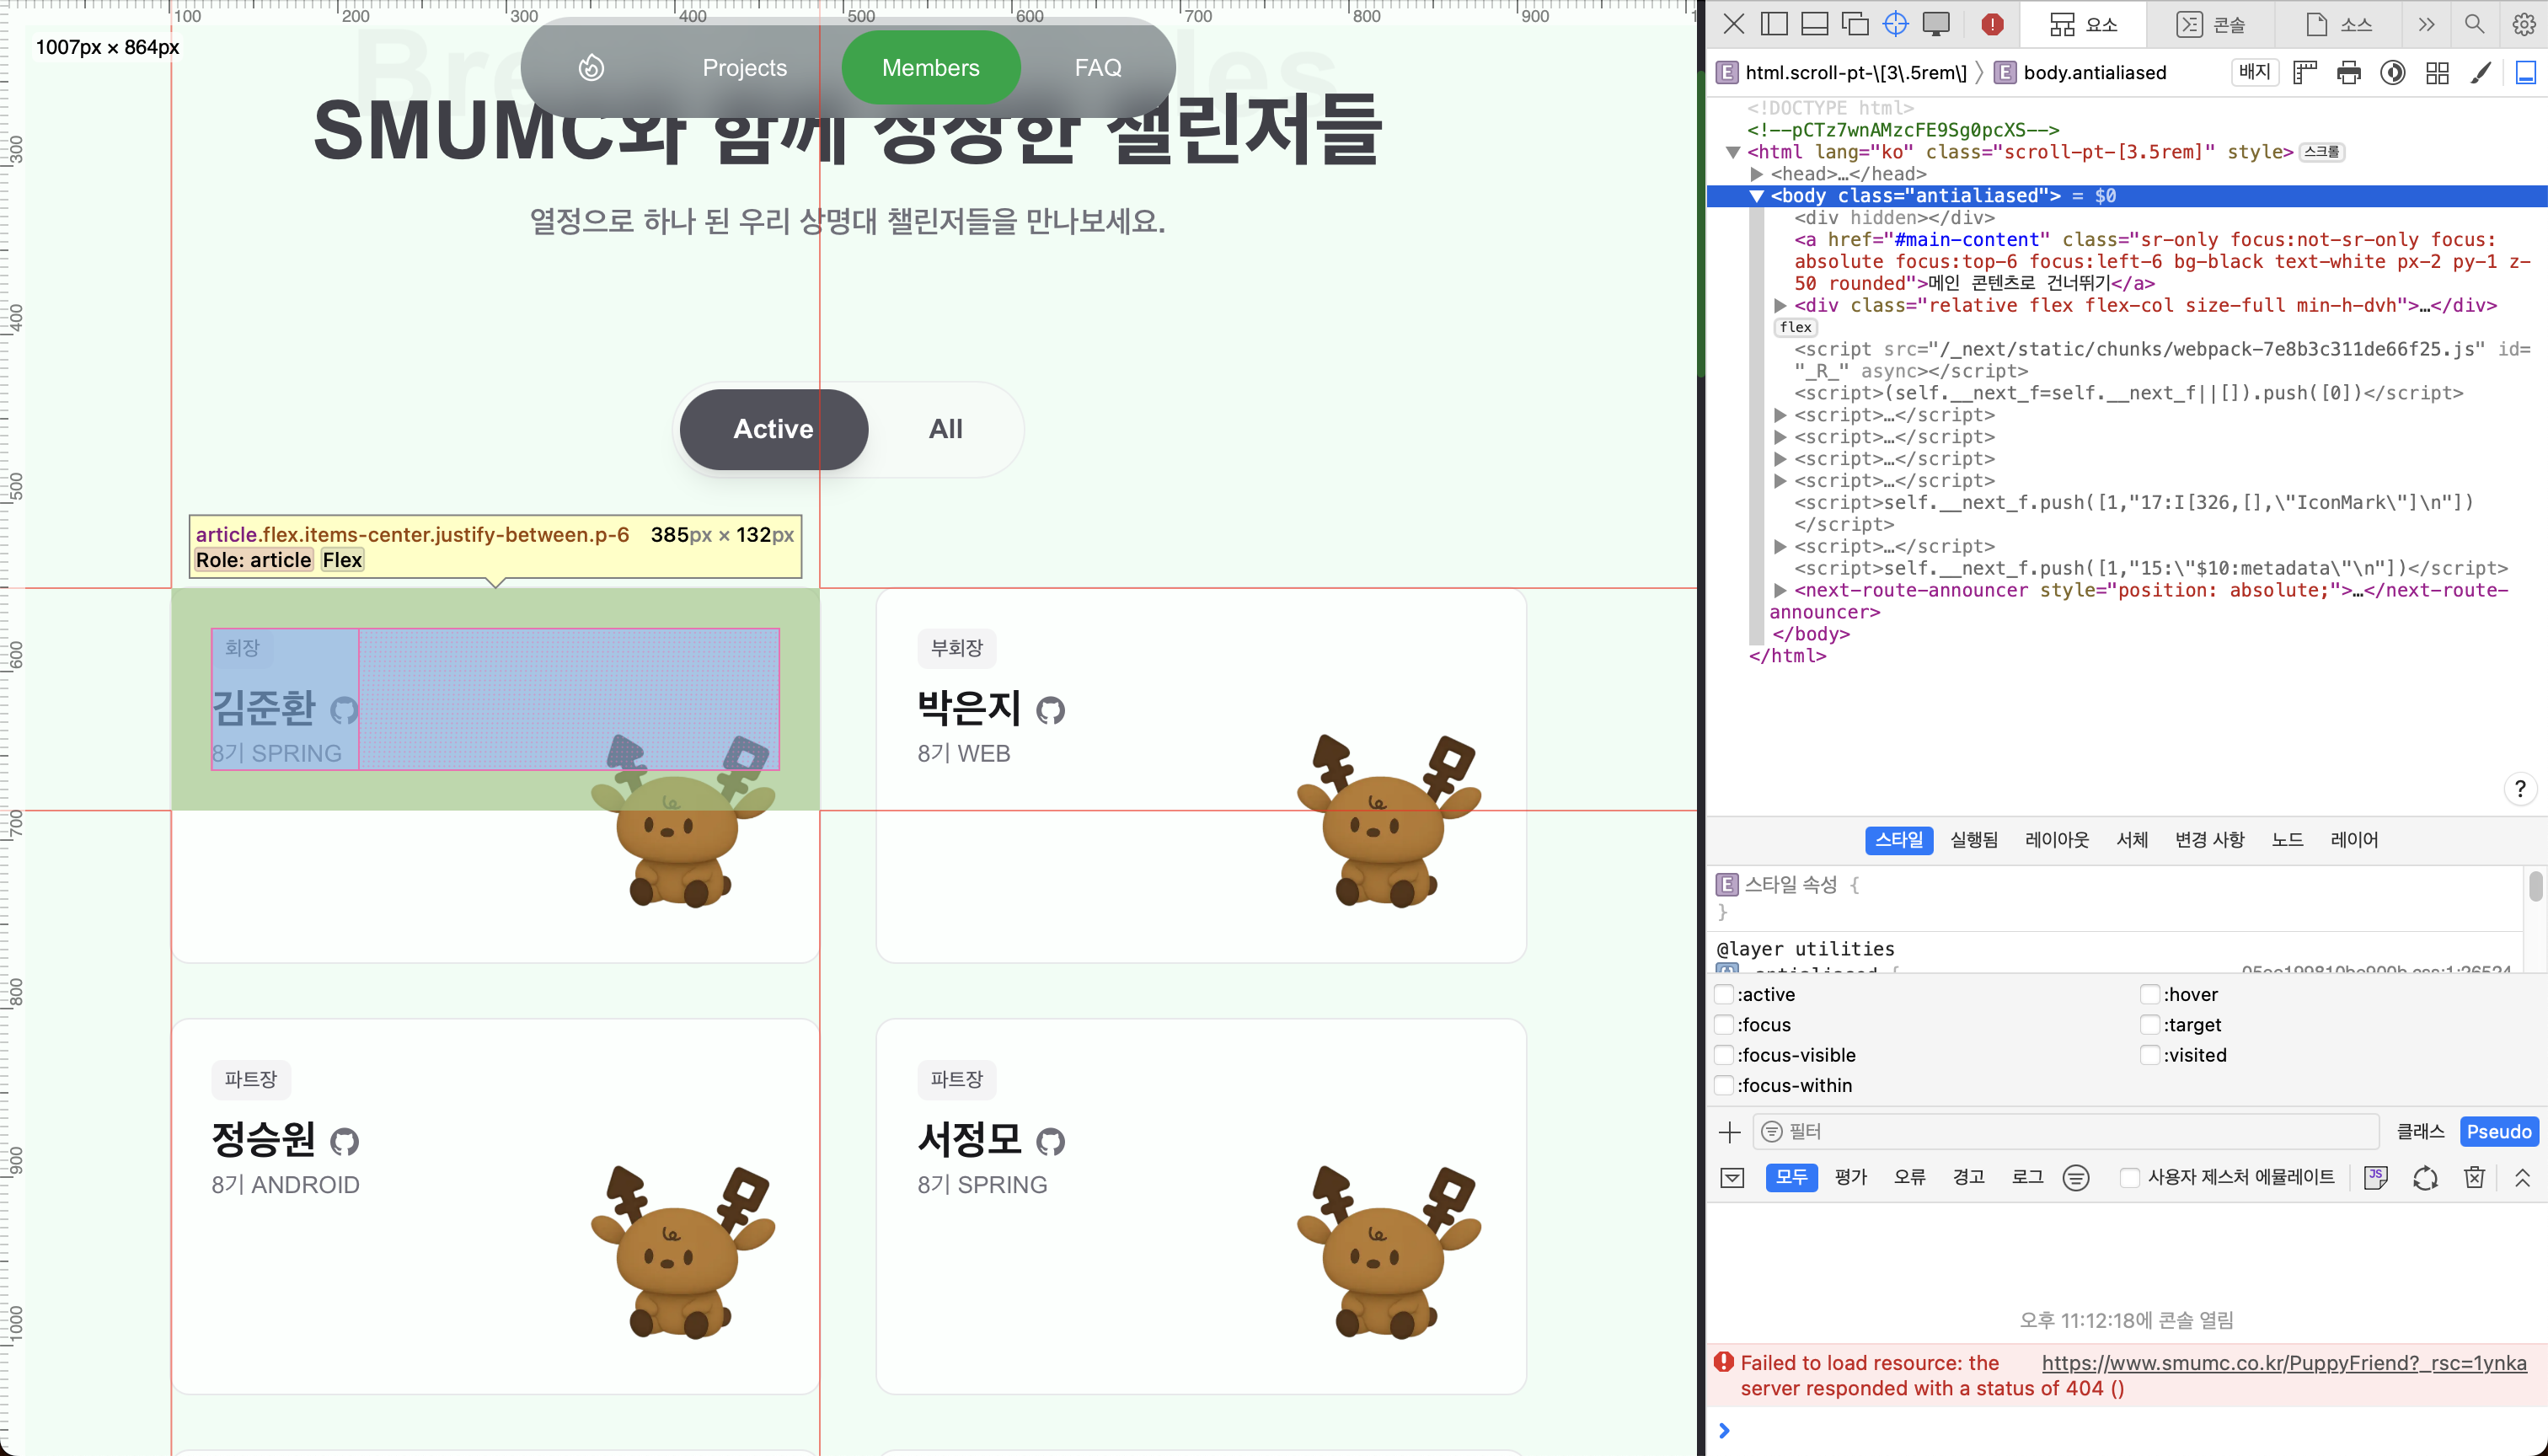 100 200 300 400 500 600 700 800 900
1007px × 864px
Projects Members FAQ
SMUMC와 함께 성장한 챌린저들
열정으로 하나 된 우리 상명대 챌린저들을 만나보세요.
Active All
article.flex.items-center.justify-between.p-6 385px × 132px
Role: article Flex
회장
김준환
8기 SPRING
부회장
박은지
8기 WEB
파트장
정승원
8기 ANDROID
파트장
서정모
8기 SPRING
300
400
500
600
700
800
900
1000
요소 콘솔 소스
E html.scroll-pt-\[3\.5rem\] E body.antialiased 배지
<!DOCTYPE html>
<!--pCTz7wnAMzcFE9Sg0pcXS-->
<html lang="ko" class="scroll-pt-[3.5rem]" style> 스크롤
<head>…</head>
<body class="antialiased"> = $0
<div hidden></div>
<a href="#main-content" class="sr-only focus:not-sr-only focus:
absolute focus:top-6 focus:left-6 bg-black text-white px-2 py-1 z-
50 rounded">메인 콘텐츠로 건너뛰기</a>
<div class="relative flex flex-col size-full min-h-dvh">…</div>
flex
<script src="/_next/static/chunks/webpack-7e8b3c311de66f25.js" id=
"_R_" async></script>
<script>(self.__next_f=self.__next_f||[]).push([0])</script>
<script>…</script>
<script>…</script>
<script>…</script>
<script>…</script>
<script>self.__next_f.push([1,"17:I[326,[],\"IconMark\"]\n"])
</script>
<script>…</script>
<script>self.__next_f.push([1,"15:\"$10:metadata\"\n"])</script>
<next-route-announcer style="position: absolute;">…</next-route-
announcer>
</body>
</html>
?
스타일 실행됨 레이아웃 서체 변경 사항 노드 레이어
E 스타일 속성 {
}
@layer utilities
:active :hover
:focus :target
:focus-visible :visited
:focus-within
필터 클래스 Pseudo
모두 평가 오류 경고 로그 사용자 제스처 에뮬레이트 JS
오후 11:12:18에 콘솔 열림
Failed to load resource: the https://www.smumc.co.kr/PuppyFriend?_rsc=1ynka
server responded with a status of 404 ()